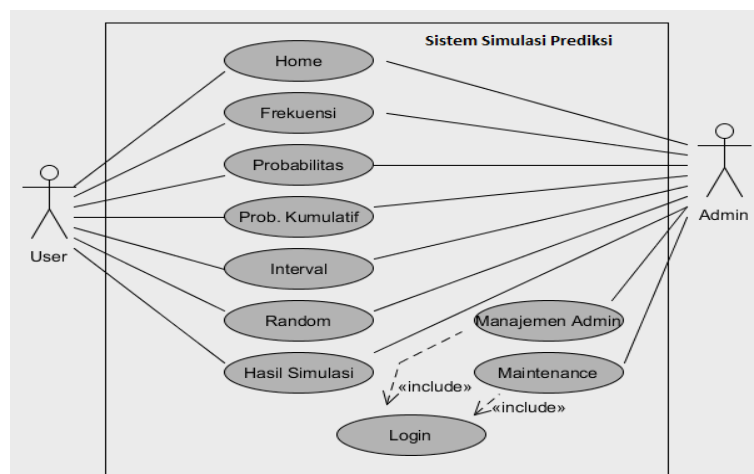 Sistem Simulasi Prediksi
Home
Frekuensi
Probabilitas
Prob. Kumulatif
Interval
Random
Hasil Simulasi
Manajemen Admin
Maintenance
«include»
«include»
Login
User
Admin